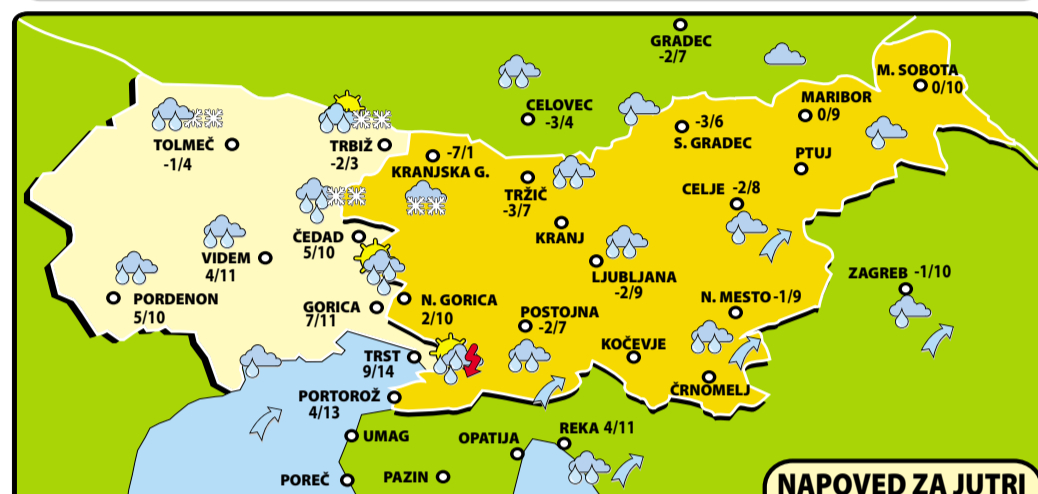 GRADEC
-2/7
M. SOBOTA
0/10
CELOVEC
-3/4
MARIBOR
0/9
-3/6
S. GRADEC
TOLMEČ
-1/4
TRBIŽ
-2/3
-7/1
KRANJSKA G.
PTUJ
TRŽIČ
-3/7
CELJE -2/8
KRANJ
ČEDAD
5/10
VIDEM
4/11
LJUBLJANA
-2/9
ZAGREB -1/10
PORDENON
5/10
GORICA
7/11
N. GORICA
2/10
POSTOJNA
-2/7
N. MESTO -1/9
KOČEVJE
TRST
9/14
ČRNOMELJ
PORTOROŽ
4/13
UMAG
OPATIJA
REKA 4/11
POREČ
PAZIN
NAPOVED ZA JUTRI